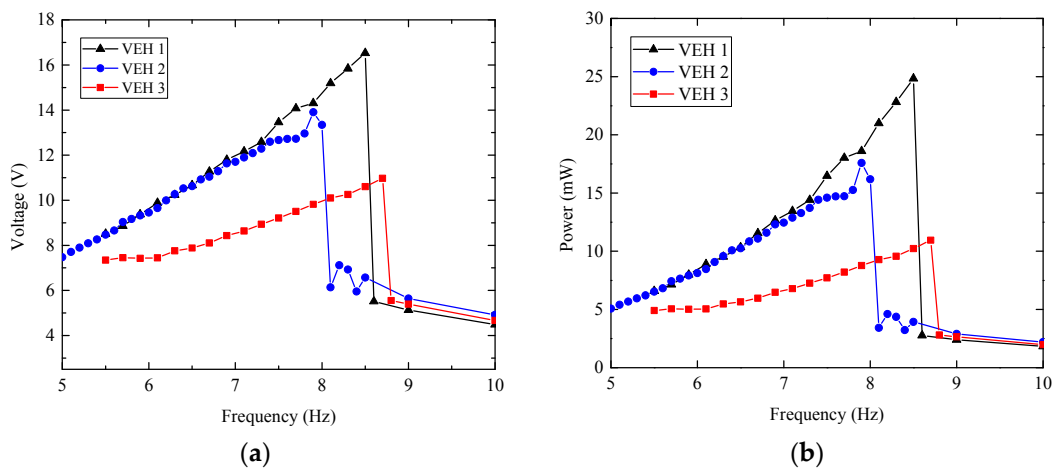 18
16
14
12
10
8
6
4
Voltage (V)
VEH 1
VEH 2
VEH 3
5 6 7 8 9 10
Frequency (Hz)
(a)
30
25
20
15
10
5
0
Power (mW)
VEH 1
VEH 2
VEH 3
5 6 7 8 9 10
Frequency (Hz)
(b)